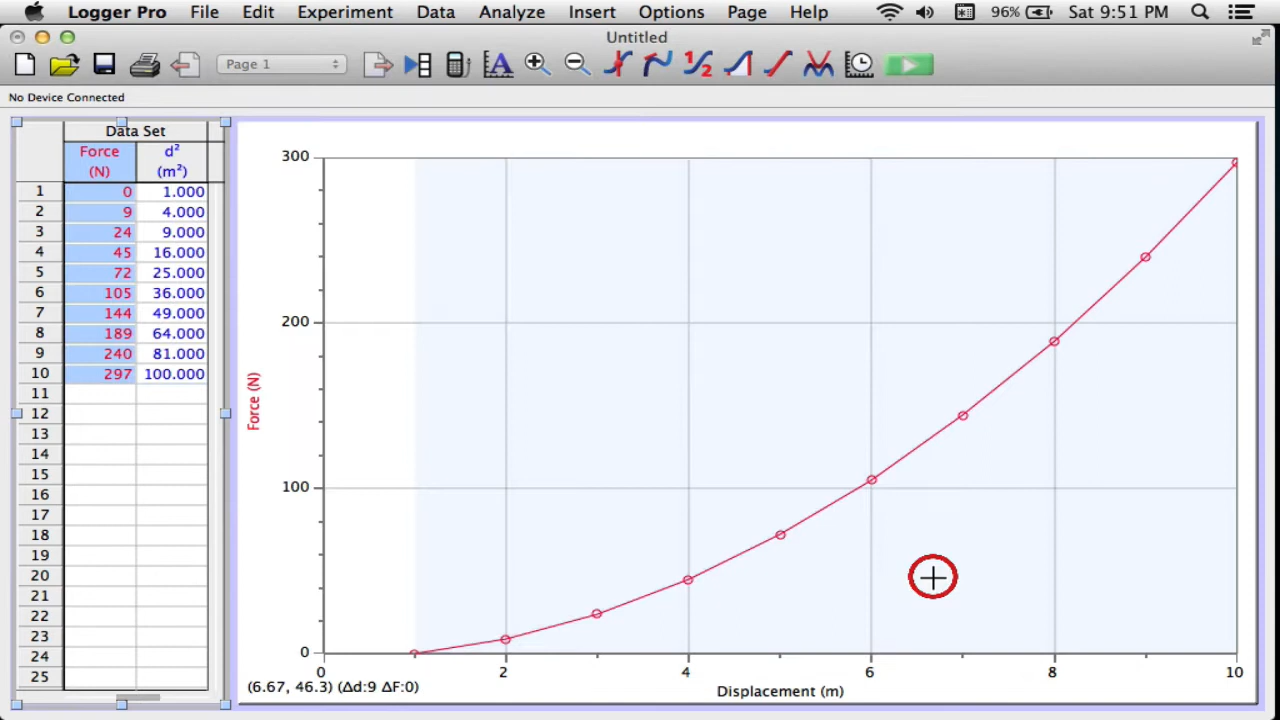 Logger Pro File Edit Experiment Data Analyze Insert Options Page Help 96% Sat 9:51 PM
Untitled
Page 1 A 1/2
No Device Connected
Data Set
Force (N) d² (m²)
1 0 1.000
2 9 4.000
3 24 9.000
4 45 16.000
5 72 25.000
6 105 36.000
7 144 49.000
8 189 64.000
9 240 81.000
10 297 100.000
11
12
13
14
15
16
17
18
19
20
21
22
23
24
25
300
200
100
0
Force (N)
0 2 4 6 8 10
(6.67, 46.3) (Δd:9 ΔF:0)
Displacement (m)